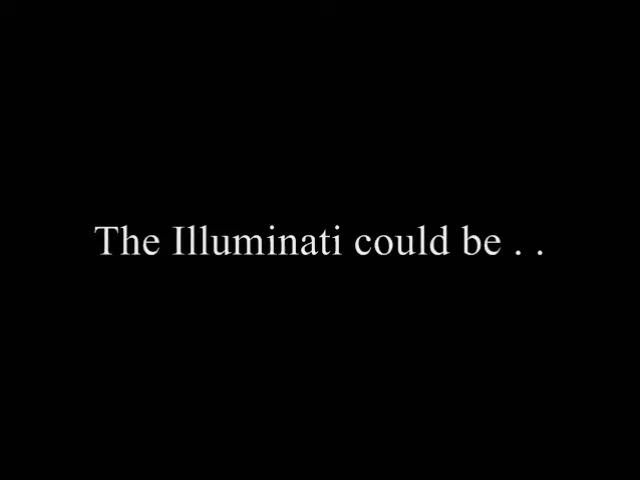 The Illuminati could be . .